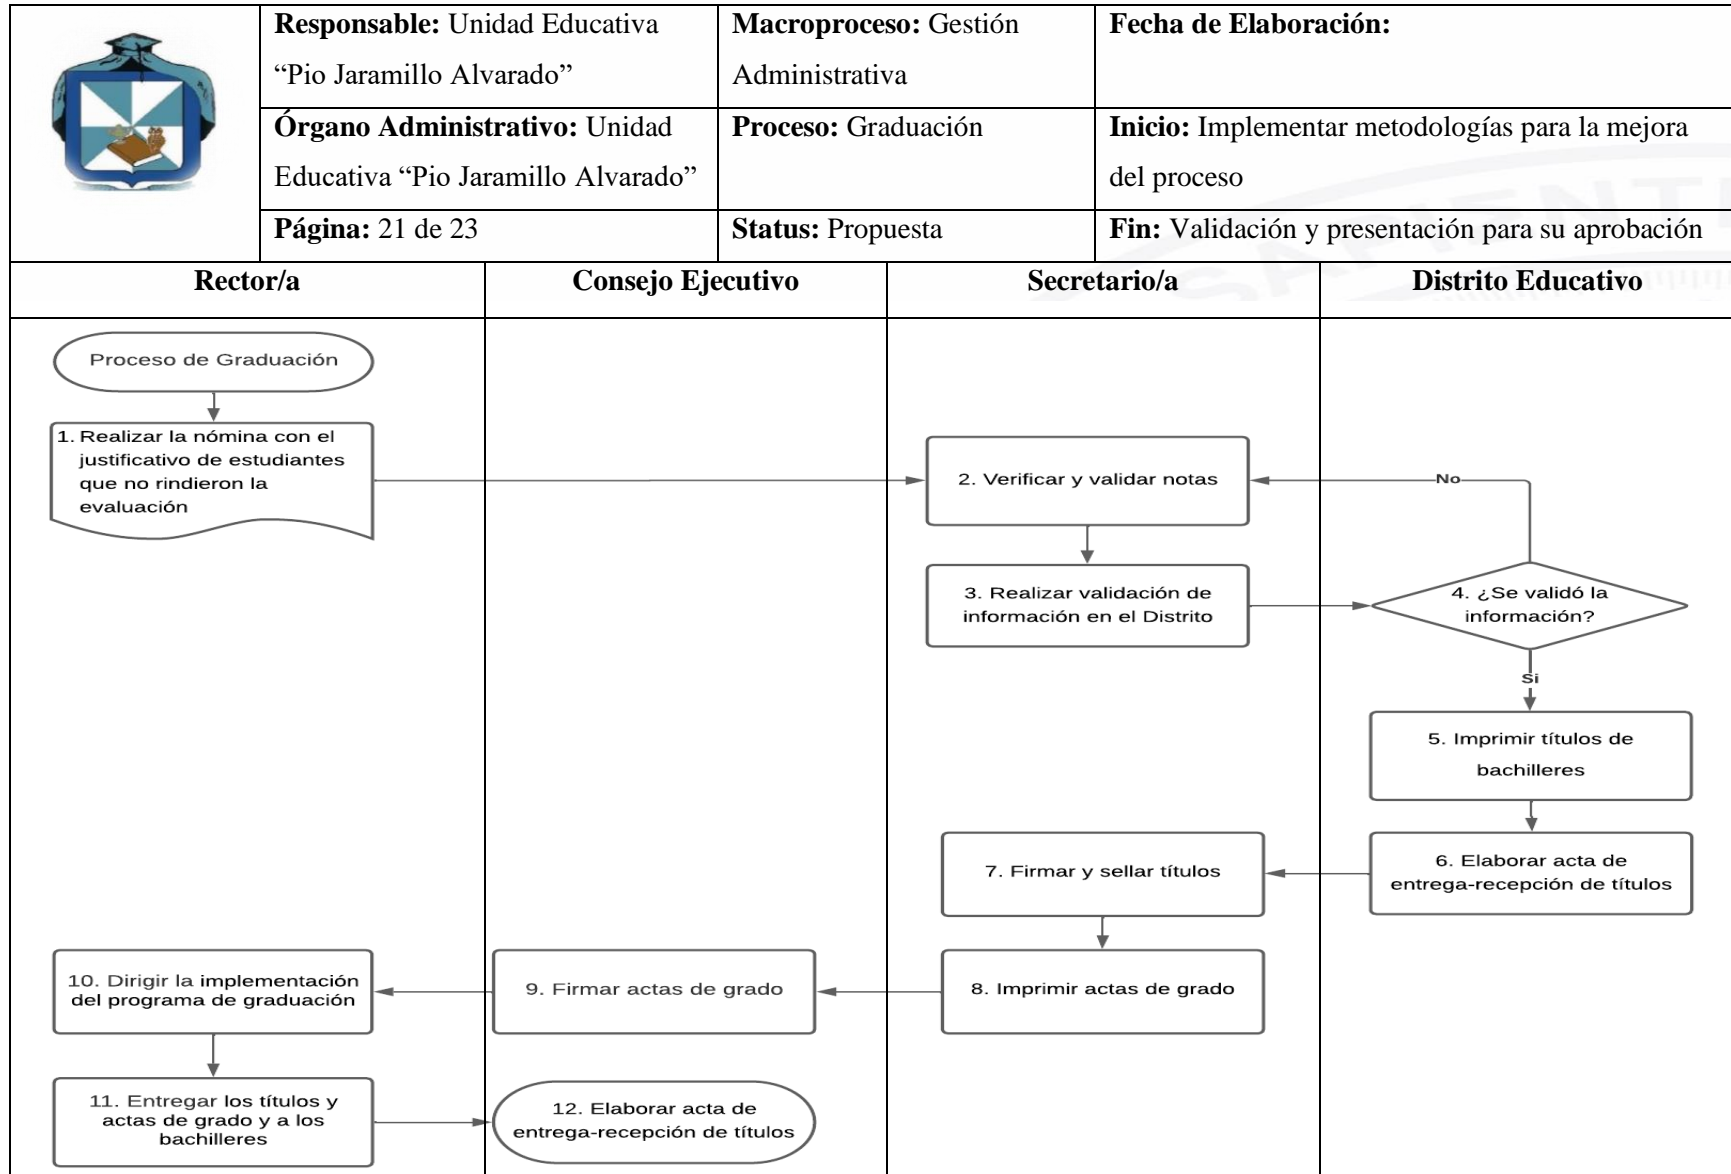 Responsable: Unidad Educativa
“Pio Jaramillo Alvarado”
Macroproceso: Gestión
Administrativa
Fecha de Elaboración:
Órgano Administrativo: Unidad
Educativa “Pio Jaramillo Alvarado”
Proceso: Graduación
Inicio: Implementar metodologías para la mejora
del proceso
Página: 21 de 23
Status: Propuesta
Fin: Validación y presentación para su aprobación
Rector/a
Consejo Ejecutivo
Secretario/a
Distrito Educativo
Proceso de Graduación
1. Realizar la nómina con el
justificativo de estudiantes
que no rindieron la
evaluación
2. Verificar y validar notas
No
3. Realizar validación de
información en el Distrito
4. ¿Se validó la
información?
Si
5. Imprimir títulos de
bachilleres
6. Elaborar acta de
entrega-recepción de títulos
7. Firmar y sellar títulos
8. Imprimir actas de grado
9. Firmar actas de grado
10. Dirigir la implementación
del programa de graduación
11. Entregar los títulos y
actas de grado y a los
bachilleres
12. Elaborar acta de
entrega-recepción de títulos